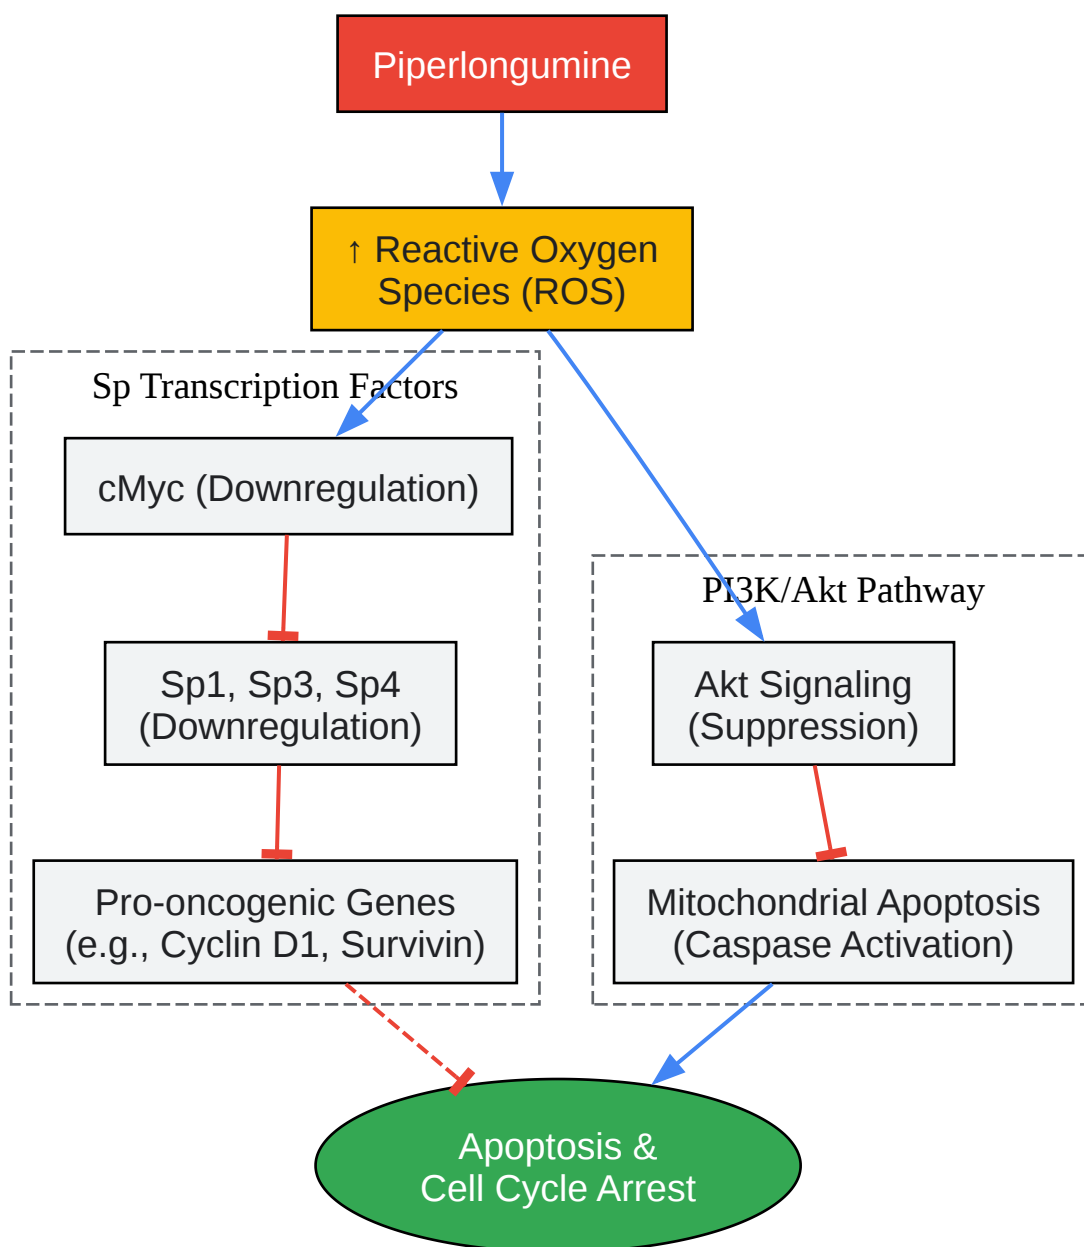 Piperlongumine
↑ Reactive Oxygen
Species (ROS)
Sp Transcription Factors
cMyc (Downregulation)
Sp1, Sp3, Sp4
(Downregulation)
Pro-oncogenic Genes
(e.g., Cyclin D1, Survivin)
PI3K/Akt Pathway
Akt Signaling
(Suppression)
Mitochondrial Apoptosis
(Caspase Activation)
Apoptosis &
Cell Cycle Arrest